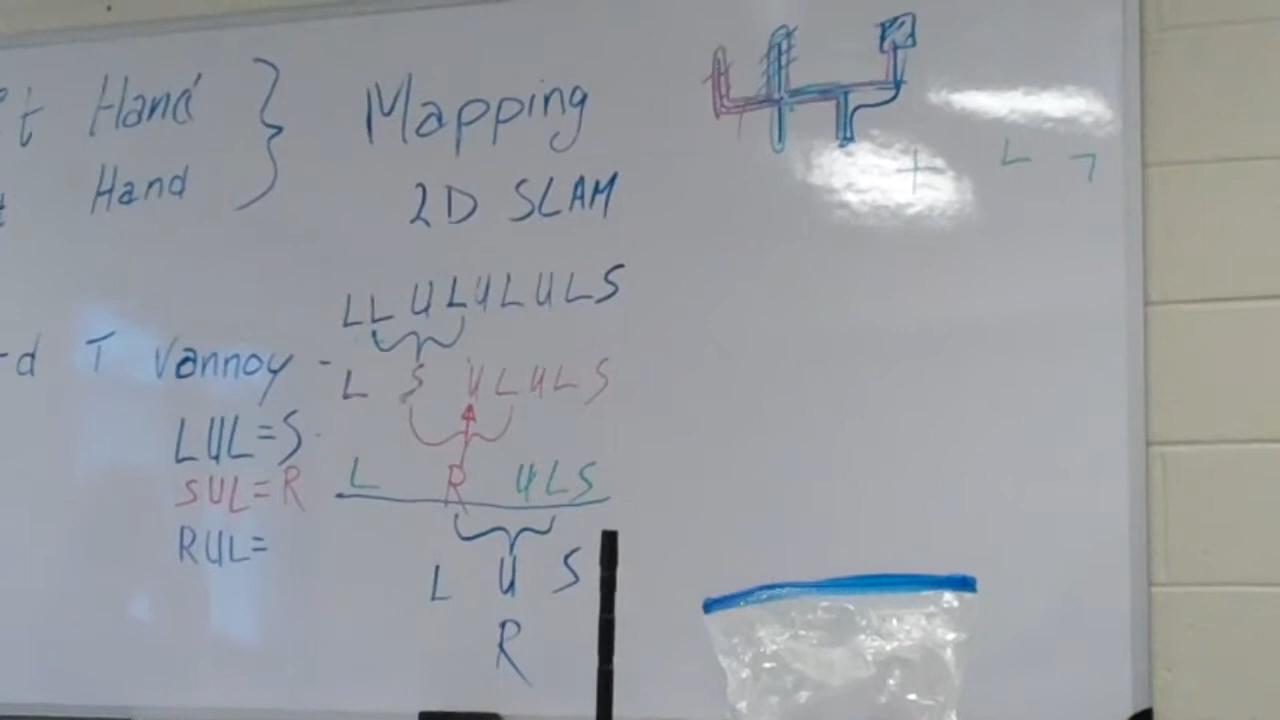 Hand } Mapping
Hand
2D SLAM
LLULULULS
T Vannoy -
L S ULULS
LUL=S
SUL=R
L R ULS
RUL=
L U S
R